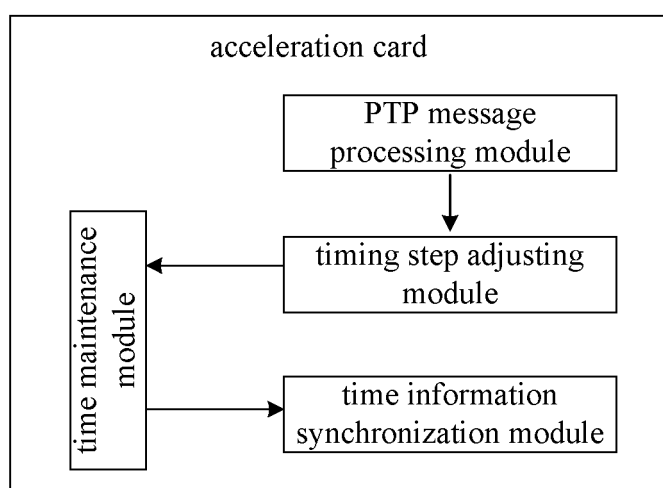 acceleration card
PTP message
processing module
timing step adjusting
module
time maintenance
module
time information
synchronization module